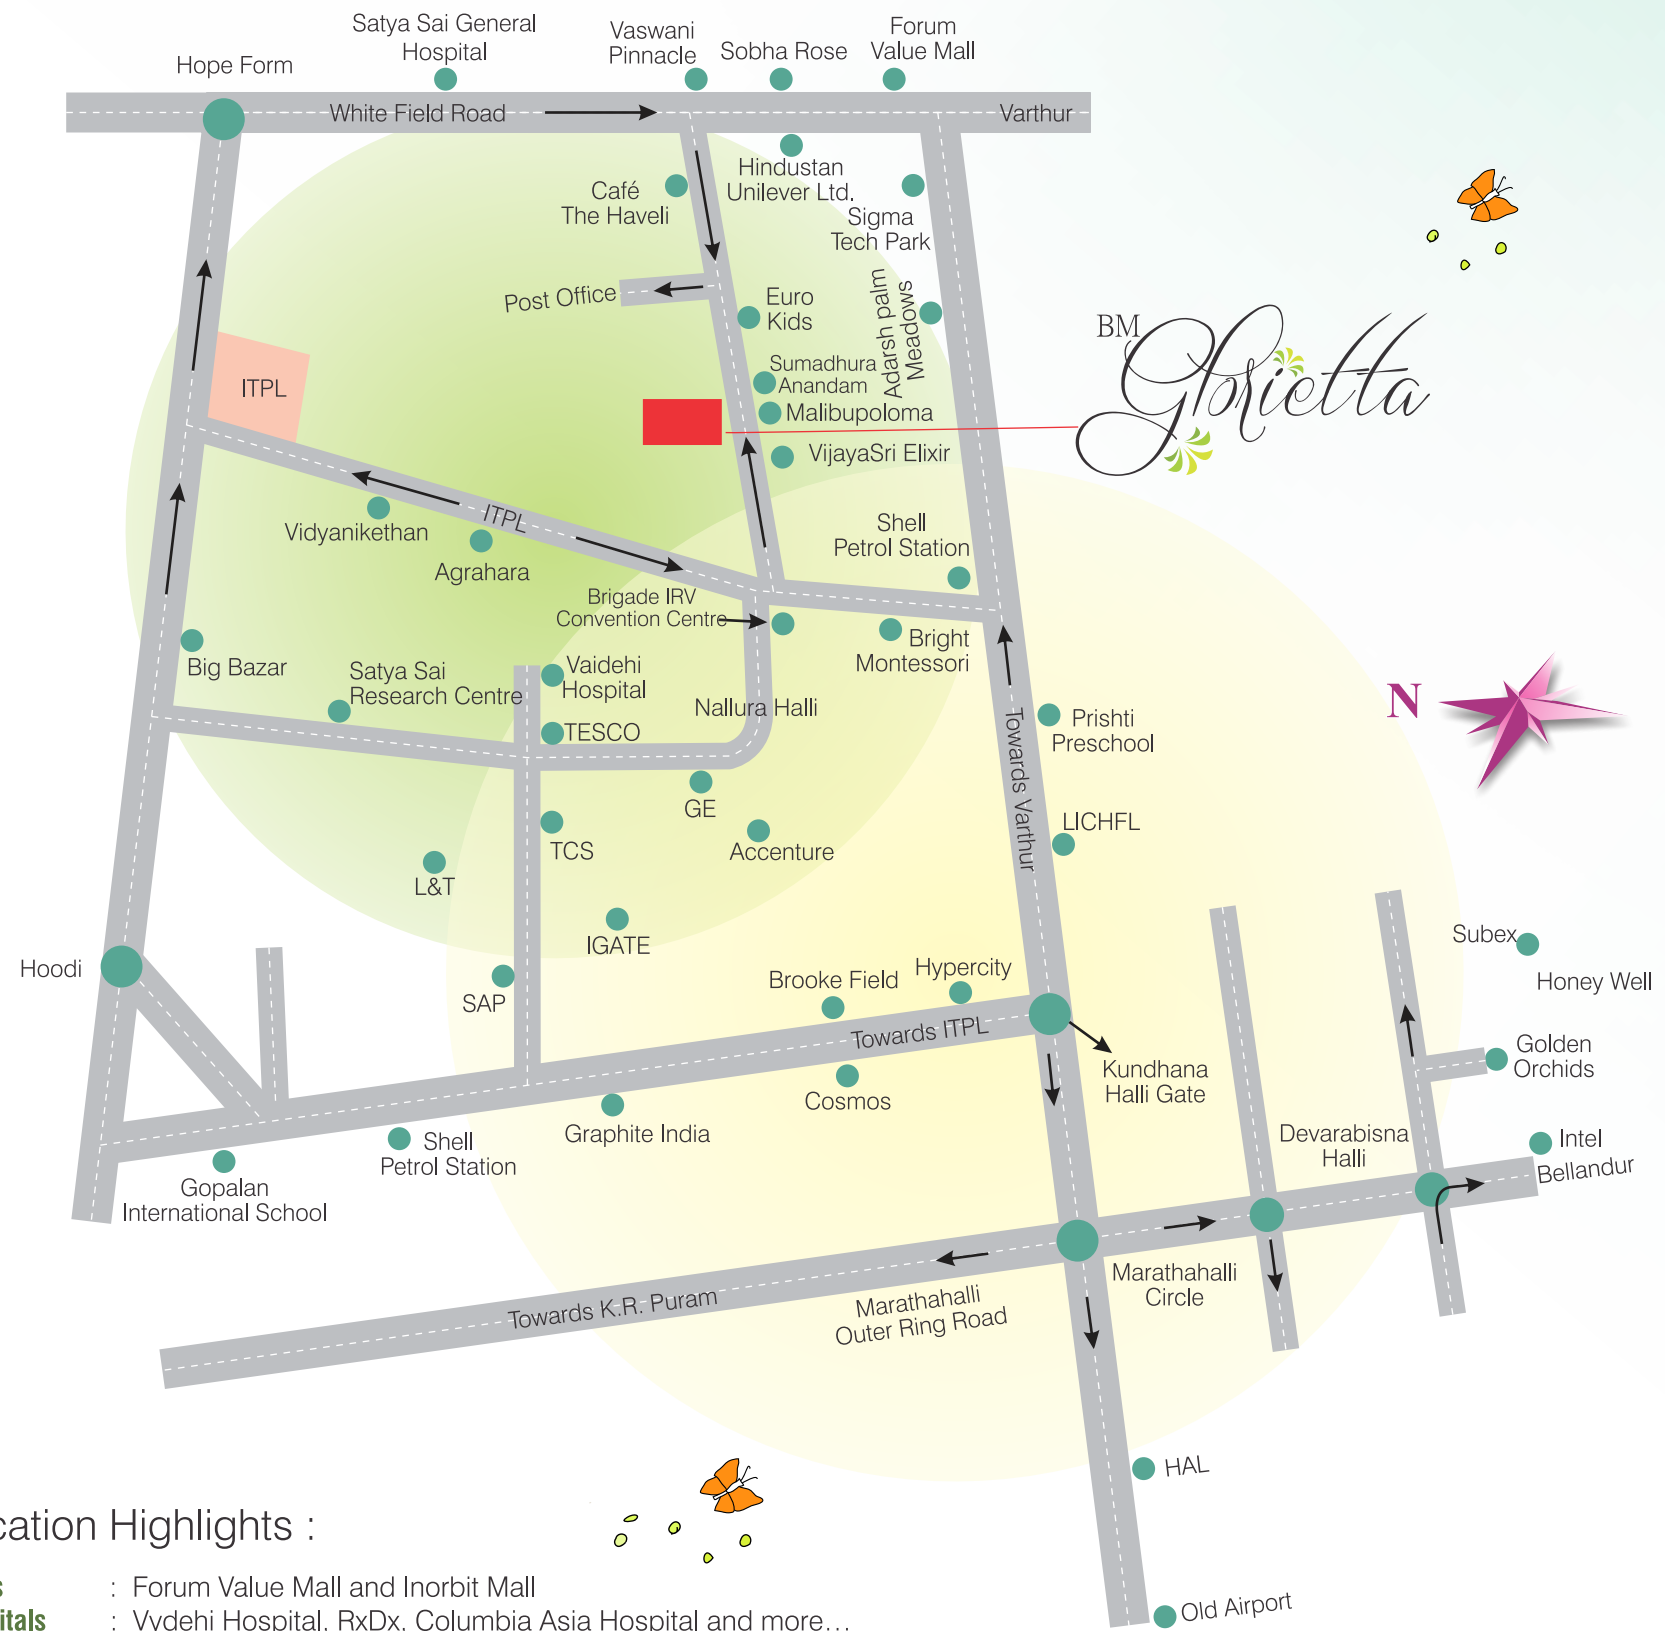 Satya Sai General
Hospital
Vaswani
Pinnacle
Sobha Rose
Forum
Value Mall
Hope Form
White Field Road
Varthur
Café
The Haveli
Hindustan
Unilever Ltd.
Sigma
Tech Park
Post Office
Euro
Kids
Adarsh palm
Meadows
BM
Glorietta
ITPL
Sumadhura
Anandam
Malibupoloma
VijayaSri Elixir
Vidyanikethan
ITPL
Agrahara
Shell
Petrol Station
Brigade IRV
Convention Centre
Bright
Montessori
Big Bazar
Satya Sai
Research Centre
Vaidehi
Hospital
TESCO
Nallura Halli
N
Towards Varthur
Prishti
Preschool
GE
TCS
Accenture
LICHFL
L&T
IGATE
Subex
Honey Well
Hoodi
SAP
Brooke Field
Hypercity
Towards ITPL
Kundhana
Halli Gate
Golden
Orchids
Cosmos
Graphite India
Shell
Petrol Station
Devarabisna
Halli
Intel
Bellandur
Gopalan
International School
Marathahalli
Circle
Marathahalli
Outer Ring Road
Towards K.R. Puram
HAL
Old Airport
cation Highlights :
s : Forum Value Mall and Inorbit Mall
itals : Vydehi Hospital, RxDx, Columbia Asia Hospital and more...